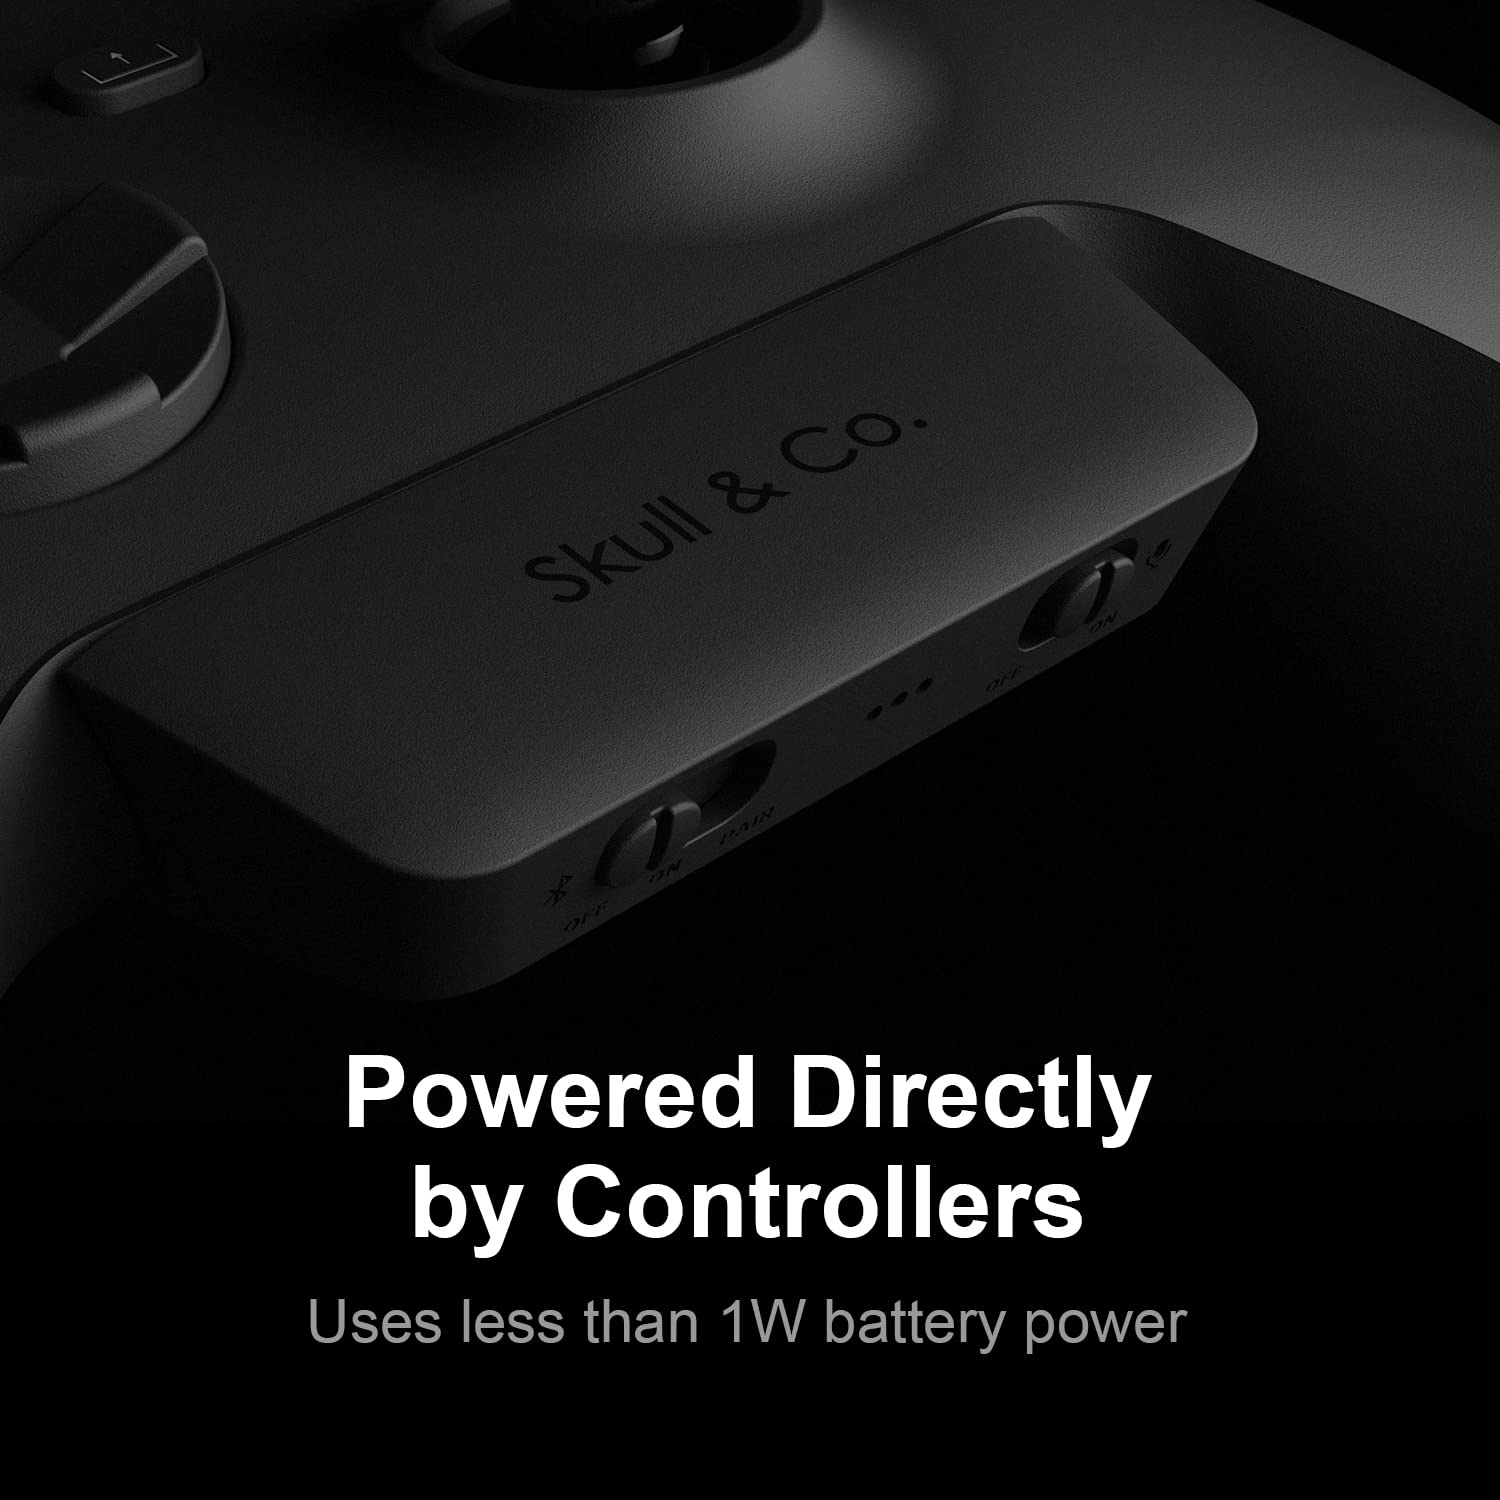 Skull & Co.
ON
OFF
PAIR
ON
OFF
Powered Directly
by Controllers
Uses less than 1W battery power